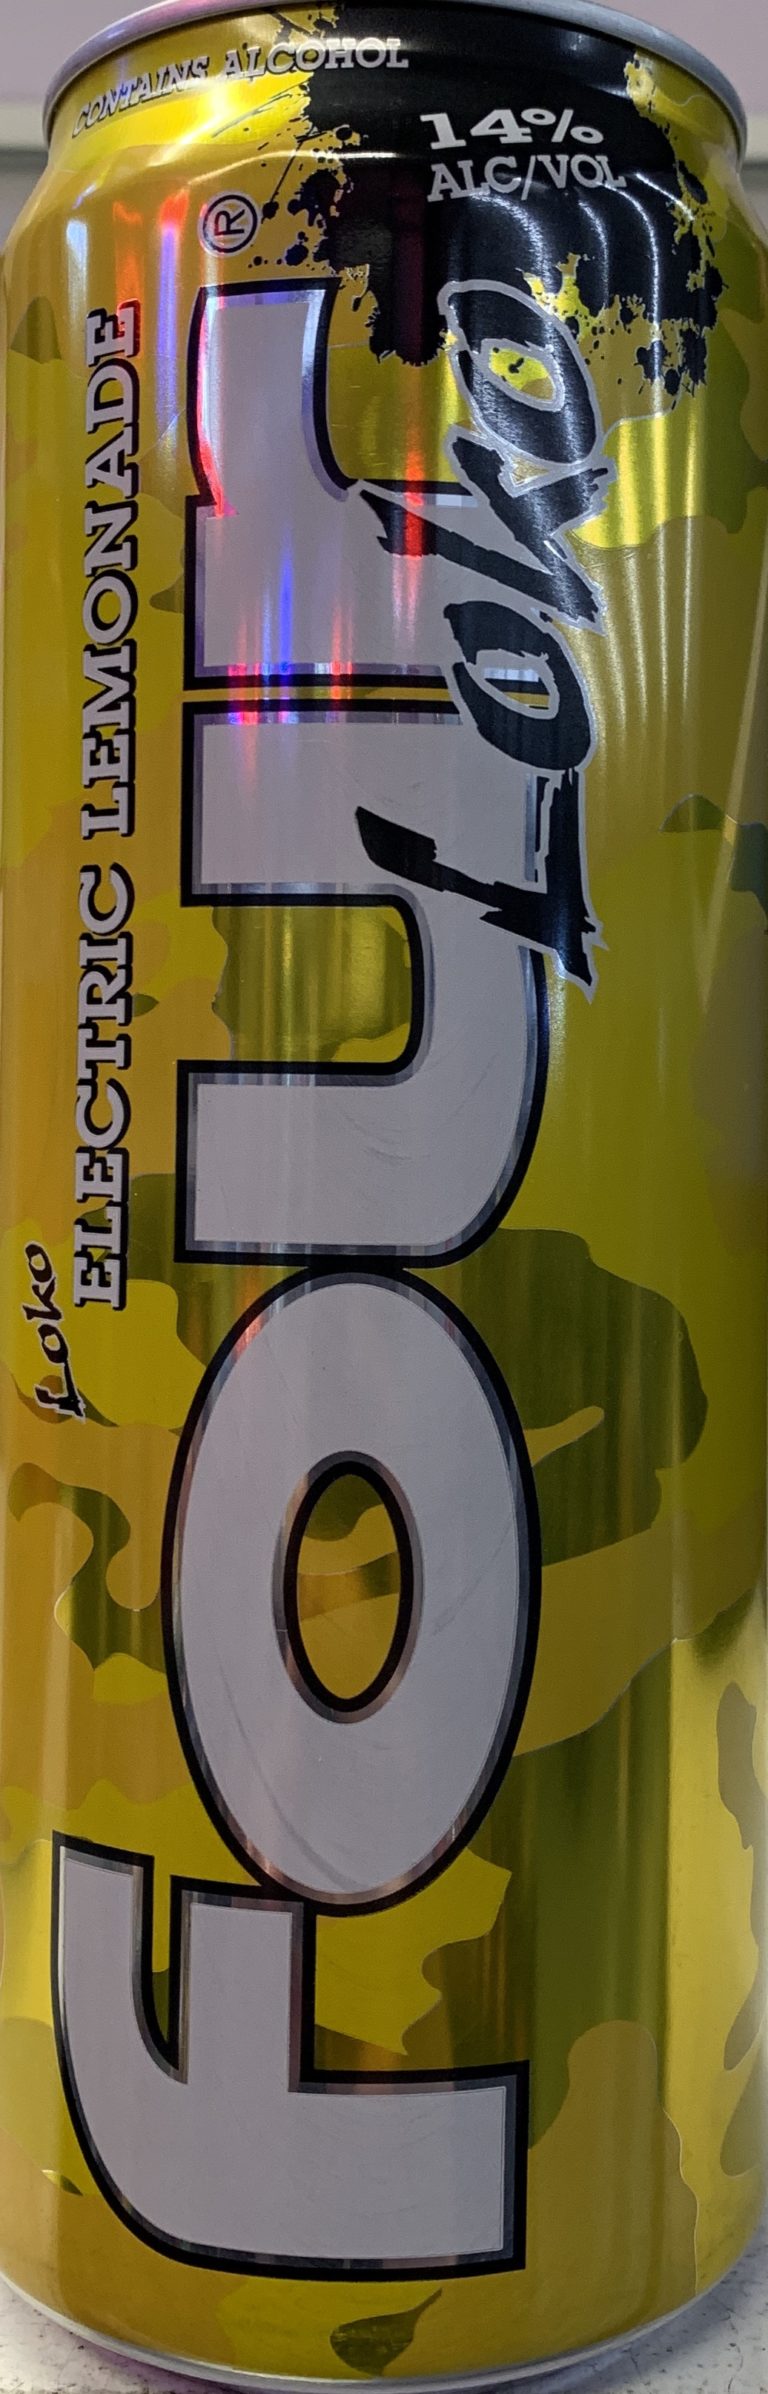 CONTAINS ALCOHOL
14%
ALC/VOL
four®
Loko
Loko
ELECTRIC LEMONADE